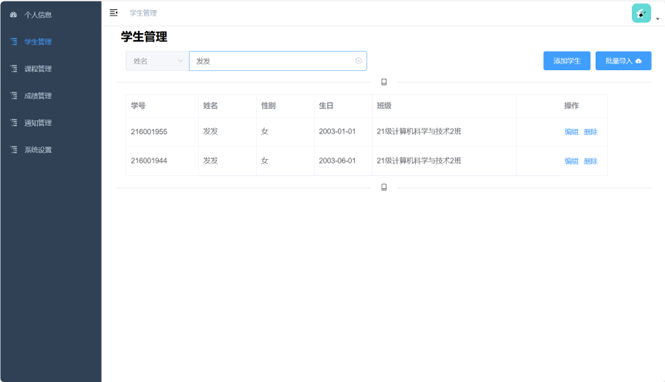 个人信息
学生管理
课程管理
成绩管理
通知管理
系统设置
学生管理
学生管理
姓名 发发 添加学生 批量导入
学号 姓名 性别 生日 班级 操作
216001955 发发 女 2003-01-01 21级计算机科学与技术2班 编辑 删除
216001944 发发 女 2003-06-01 21级计算机科学与技术2班 编辑 删除